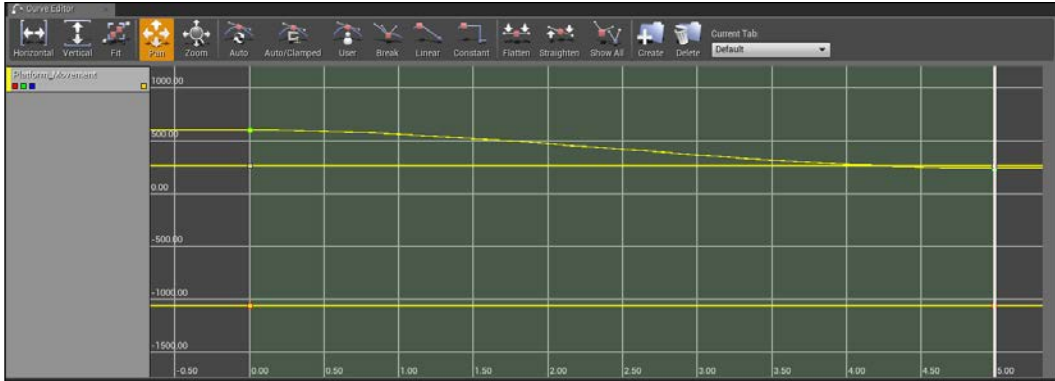 Curve Editor
Horizontal Vertical Fit Pan Zoom Auto Auto/Clamped User Break Linear Constant Flatten Straighten Show All Create Delete
Current Tab:
Default
Platform_Movement
1000.00
500.00
0.00
-500.00
-1000.00
-1500.00
-0.50 0.00 0.50 1.00 1.50 2.00 2.50 3.00 3.50 4.00 4.50 5.00